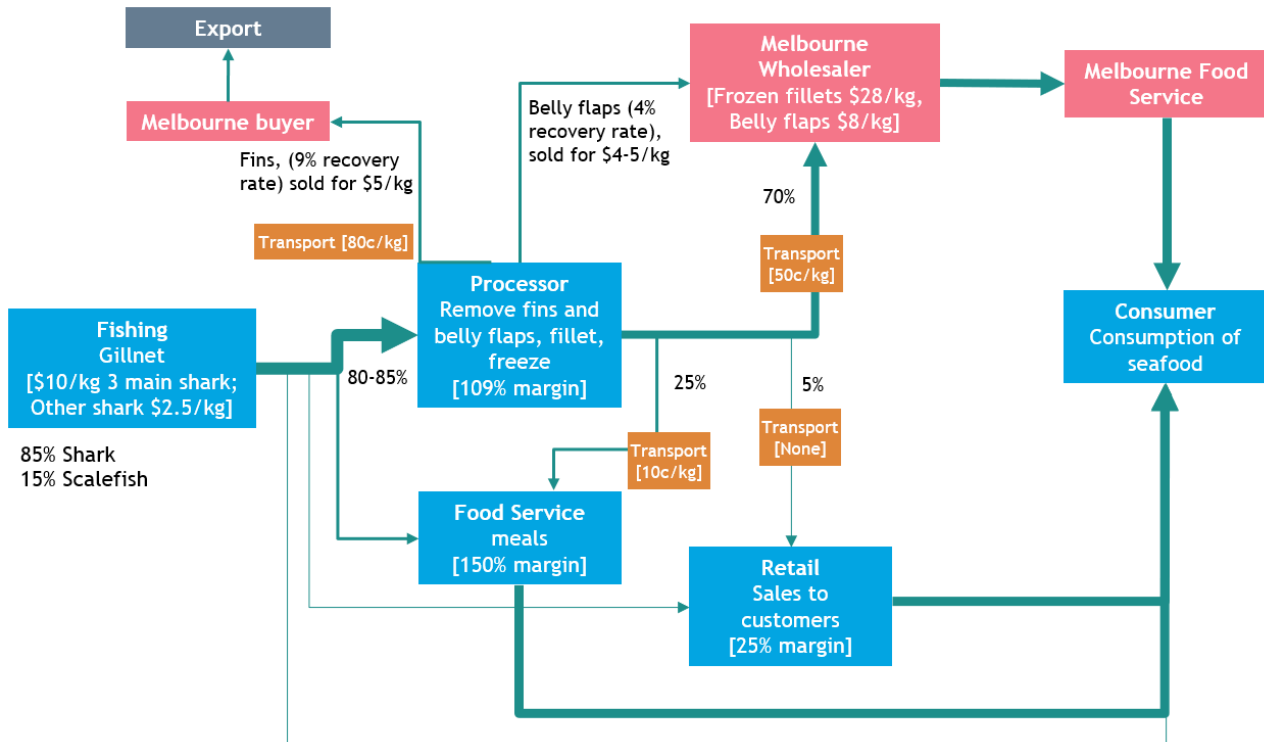 Export
Melbourne buyer
Fins, (9% recovery
rate) sold for $5/kg
Transport [80c/kg]
Belly flaps (4%
recovery rate),
sold for $4-5/kg
Melbourne
Wholesaler
[Frozen fillets $28/kg,
Belly flaps $8/kg]
Melbourne Food
Service
70%
Transport
[50c/kg]
Processor
Remove fins and
belly flaps, fillet,
freeze
[109% margin]
Fishing
Gillnet
[$10/kg 3 main shark;
Other shark $2.5/kg]
80-85%
85% Shark
15% Scalefish
25%
5%
Transport
[10c/kg]
Transport
[None]
Consumer
Consumption of
seafood
Food Service
meals
[150% margin]
Retail
Sales to
customers
[25% margin]